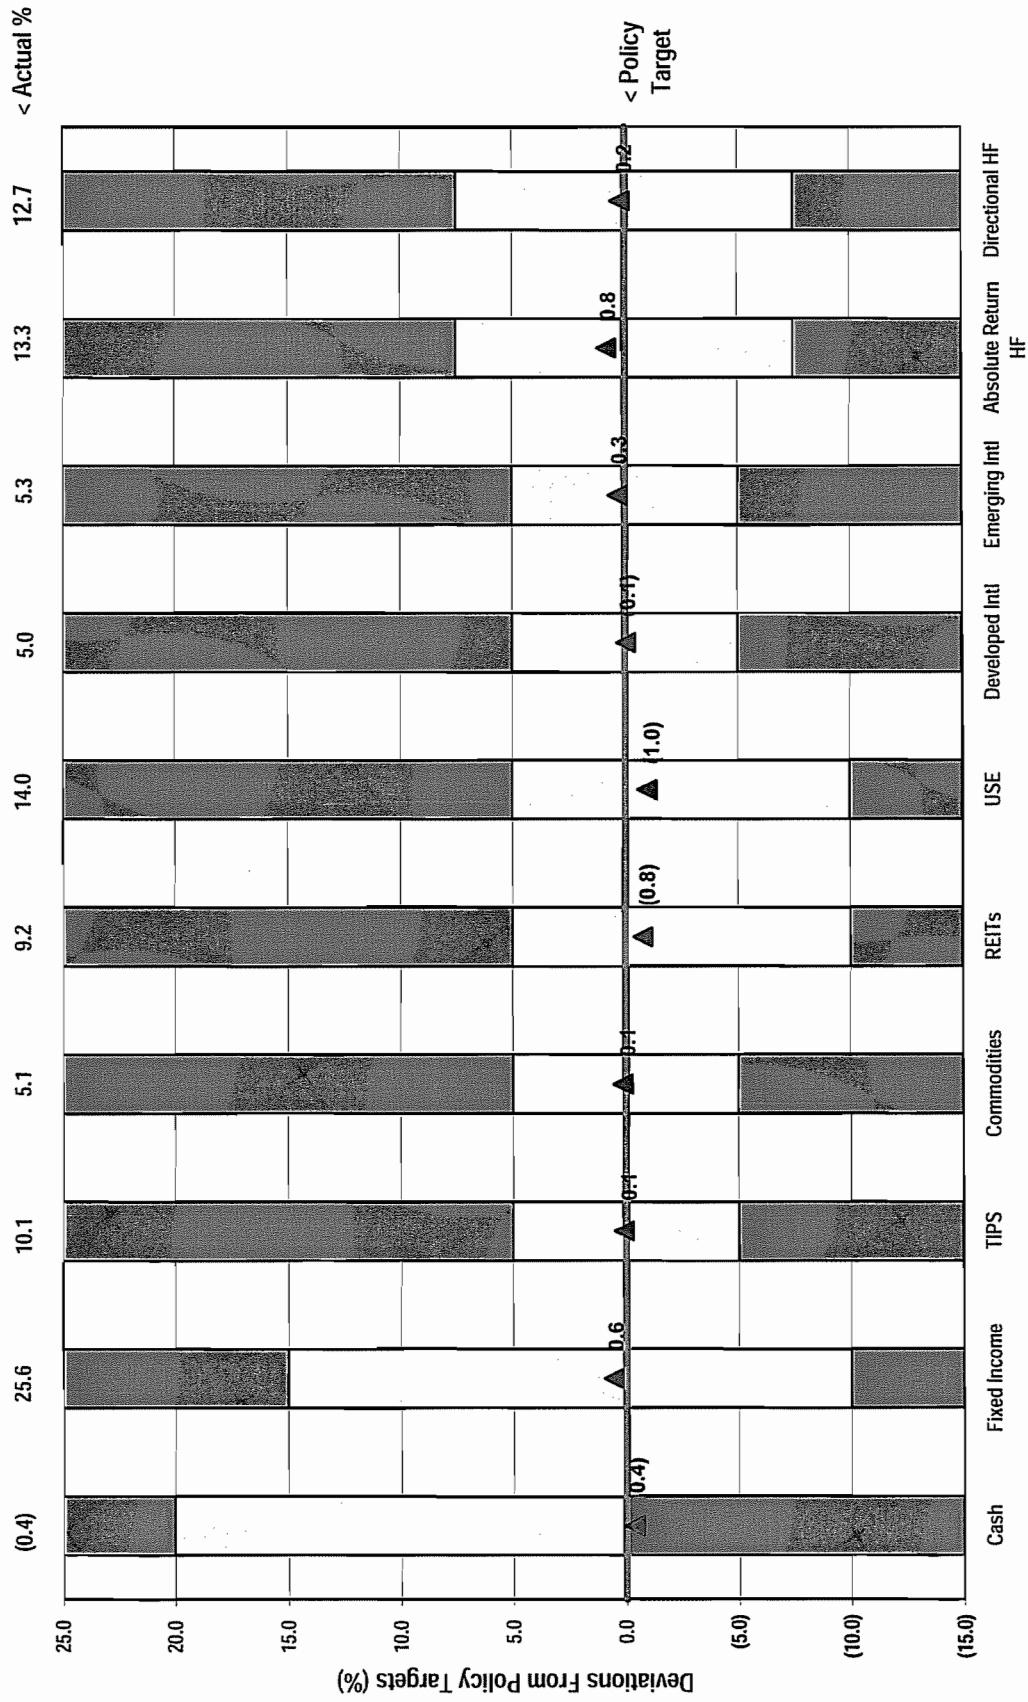 (0.4) 25.6 10.1 5.1 9.2 14.0 5.0 5.3 13.3 12.7 < Actual %
25.0
20.0
15.0
10.0
5.0
0.0
(5.0)
(10.0)
(15.0)
Deviations From Policy Targets (%)
(0.4) 0.6 0.1 0.1 (0.8) (1.0) (0.1) 0.3 0.8 0.2
< Policy
Target
Cash Fixed Income TIPS Commodities REITs USE Developed Intl Emerging Intl Absolute Return Directional HF
HF